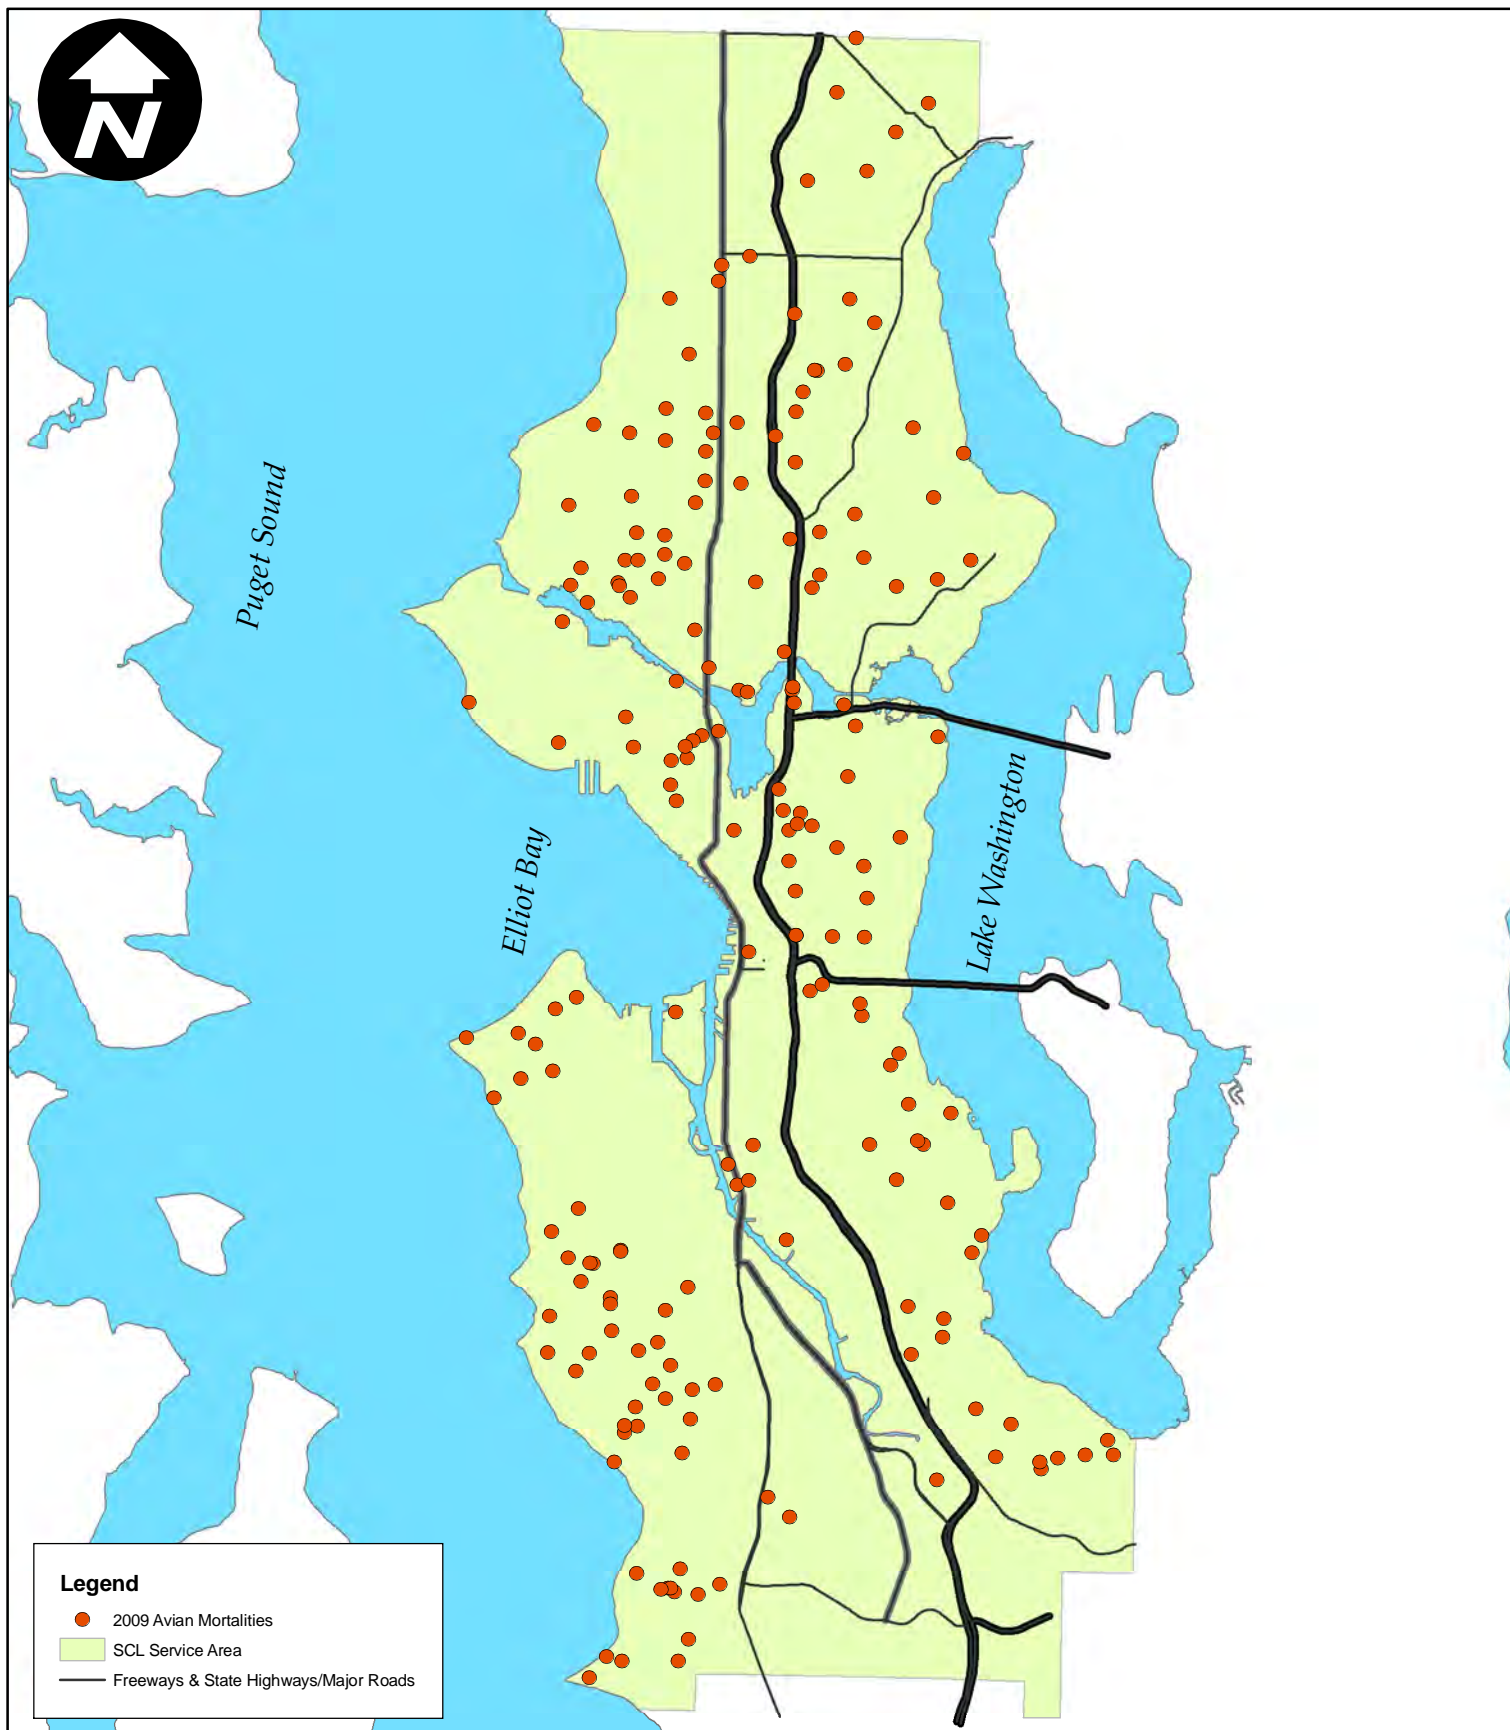 N
Puget Sound
Elliot Bay
Lake Washington
Legend
2009 Avian Mortalities
SCL Service Area
Freeways & State Highways/Major Roads